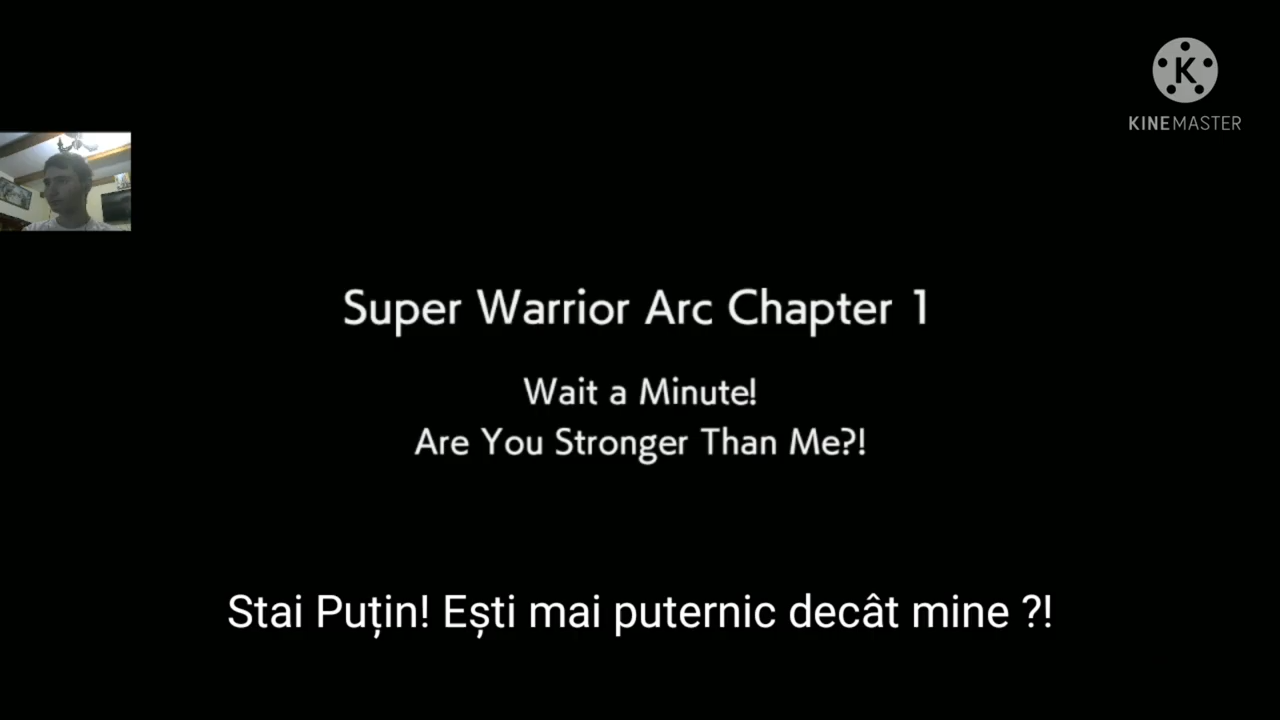 K
KINEMASTER
Super Warrior Arc Chapter 1
Wait a Minute!
Are You Stronger Than Me?!
Stai Puțin! Ești mai puternic decât mine ?!